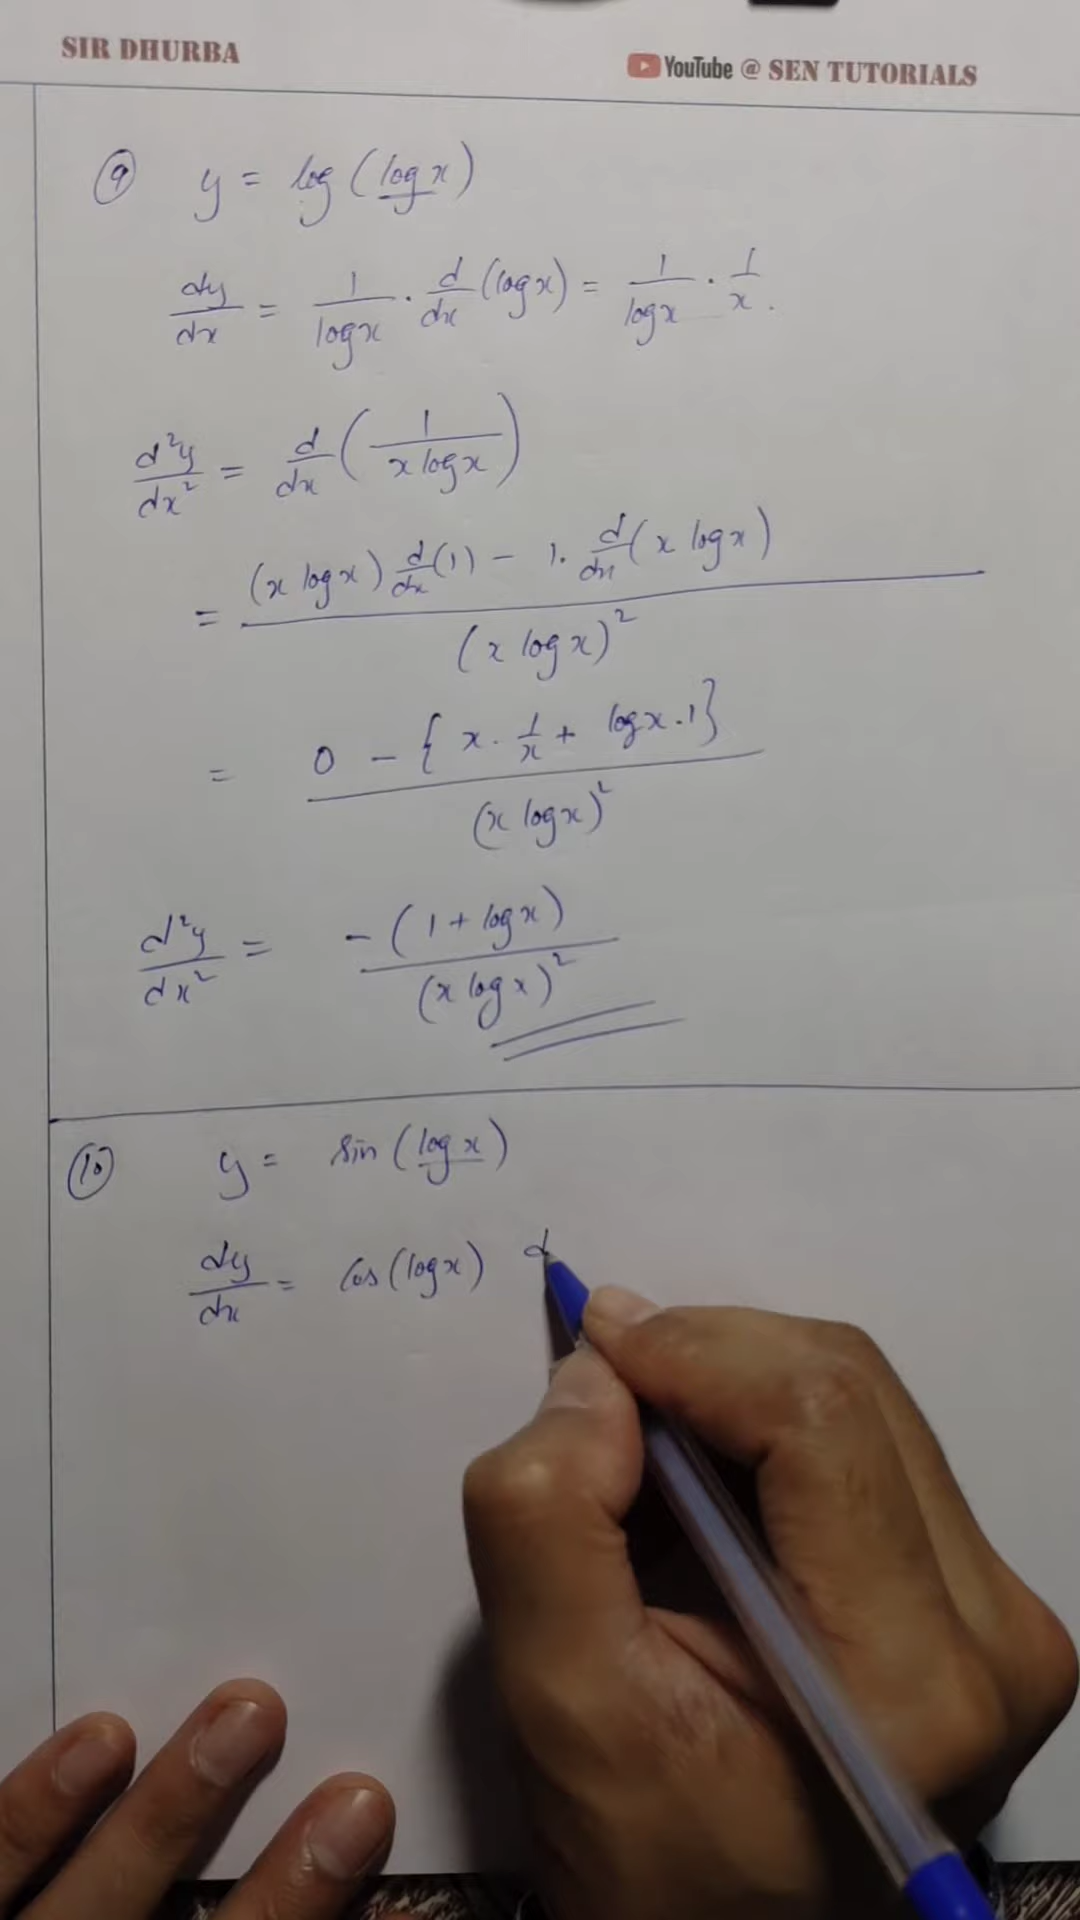 SIR DHURBA
YouTube @ SEN TUTORIALS
⑨ y = log (log x)
dy/dx = 1/log x · d/dx (log x) = 1/log x · 1/x.
d²y/dx² = d/dx (1/x log x)
= (x log x) d/dx (1) - 1. d/dx (x log x) / (x log x)²
= 0 - { x · 1/x + log x · 1} / (x log x)²
d²y/dx² = -(1 + log x) / (x log x)²
⑩ y = sin (log x)
dy/dx = cos (log x) d